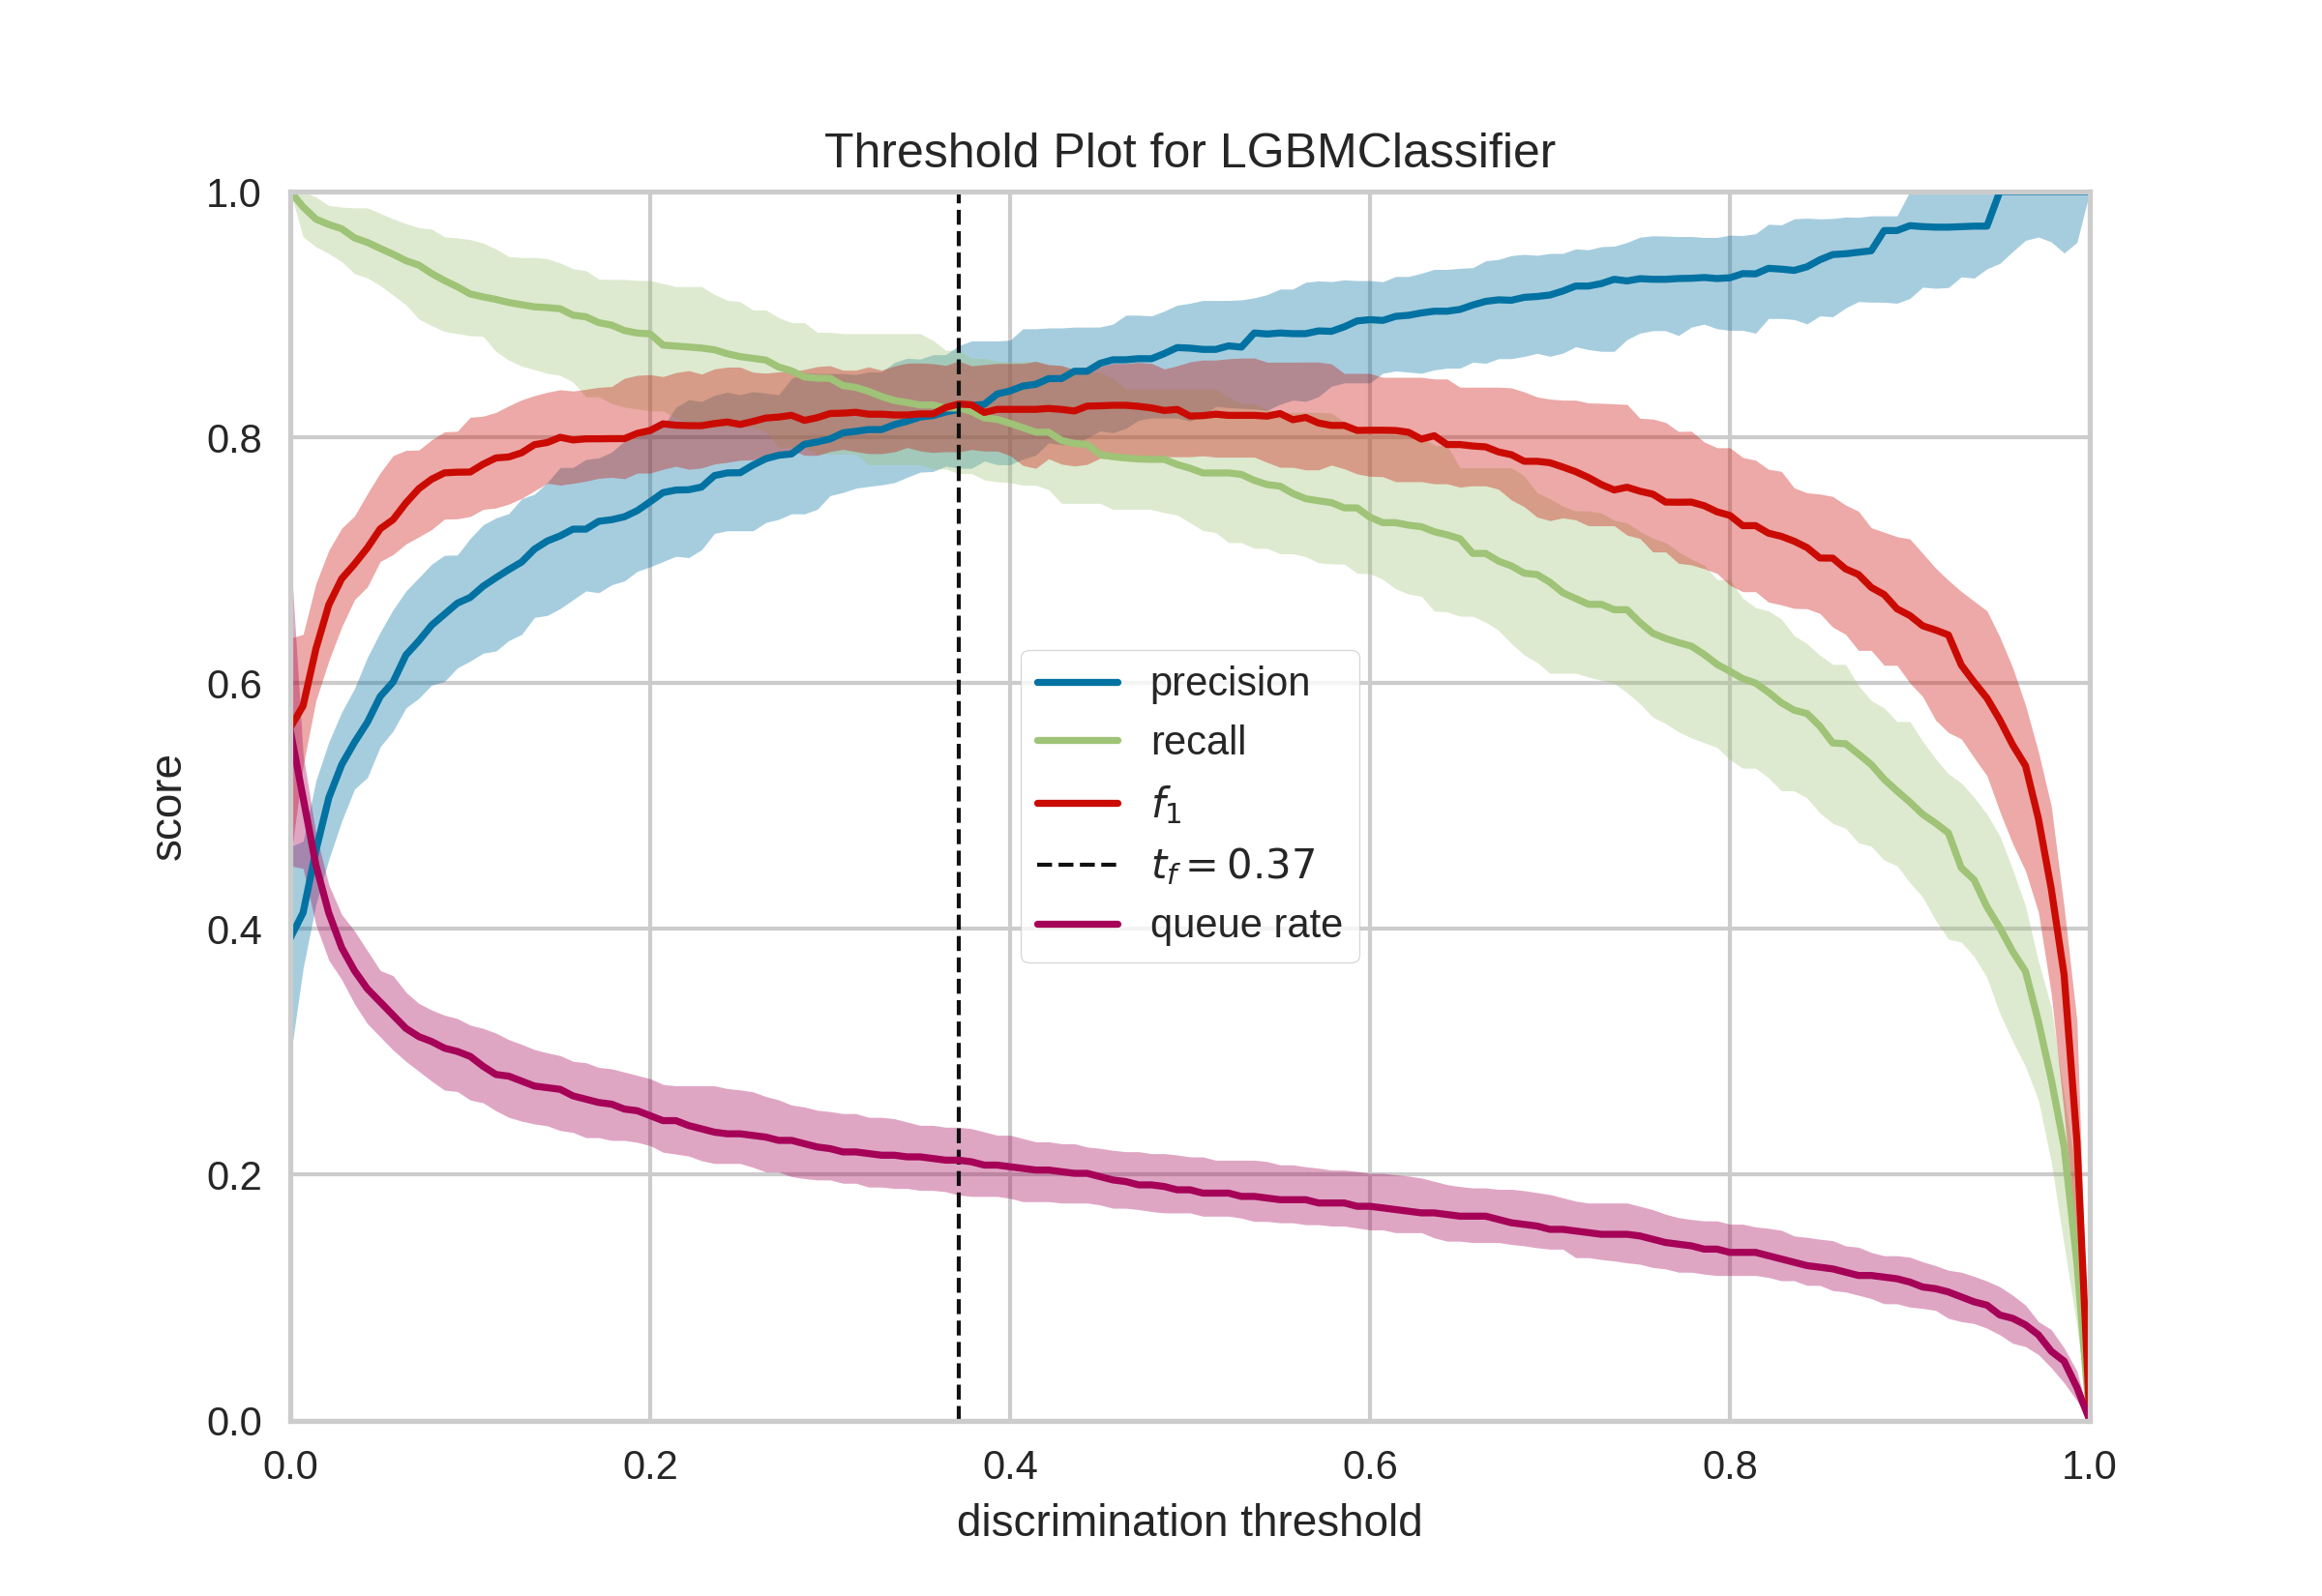 Threshold Plot for LGBMClassifier
1.0
0.8
0.6
0.4
0.2
0.0
score
precision
recall
f₁
t_f = 0.37
queue rate
0.0 0.2 0.4 0.6 0.8 1.0
discrimination threshold